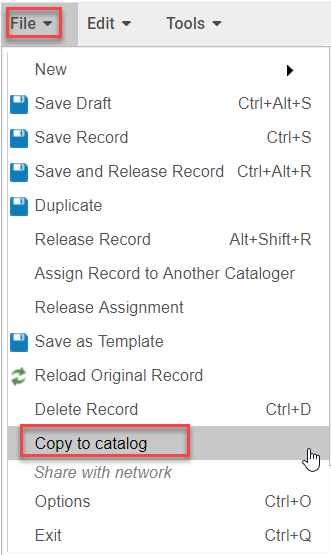 File Edit Tools
New
Save Draft Ctrl+Alt+S
Save Record Ctrl+S
Save and Release Record Ctrl+Alt+R
Duplicate
Release Record Alt+Shift+R
Assign Record to Another Cataloger
Release Assignment
Save as Template
Reload Original Record
Delete Record Ctrl+D
Copy to catalog
Share with network
Options Ctrl+O
Exit Ctrl+Q